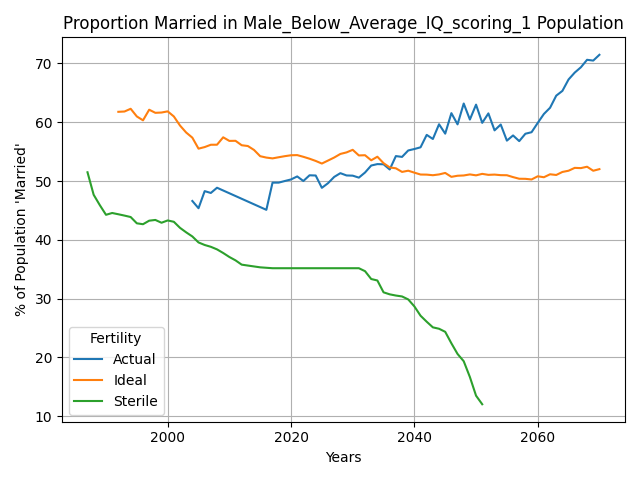 Proportion Married in Male_Below_Average_IQ_scoring_1 Population
% of Population 'Married'
70
60
50
40
30
20
10
Fertility
Actual
Ideal
Sterile
2000 2020 2040 2060
Years